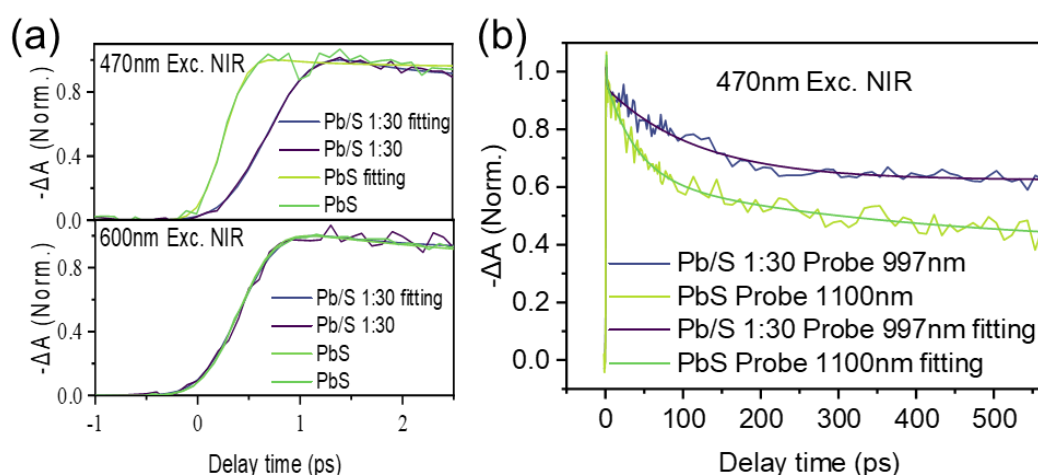 (a)
470nm Exc. NIR
Pb/S 1:30 fitting
Pb/S 1:30
PbS fitting
PbS
0.8
0.4
0.0
-ΔA (Norm.)
600nm Exc. NIR
Pb/S 1:30 fitting
Pb/S 1:30
PbS
PbS
0.8
0.4
0.0
-ΔA (Norm.)
-1 0 1 2
Delay time (ps)
(b)
470nm Exc. NIR
1.0
0.8
0.6
0.4
0.2
0.0
-ΔA (Norm.)
Pb/S 1:30 Probe 997nm
PbS Probe 1100nm
Pb/S 1:30 Probe 997nm fitting
PbS Probe 1100nm fitting
0 100 200 300 400 500
Delay time (ps)